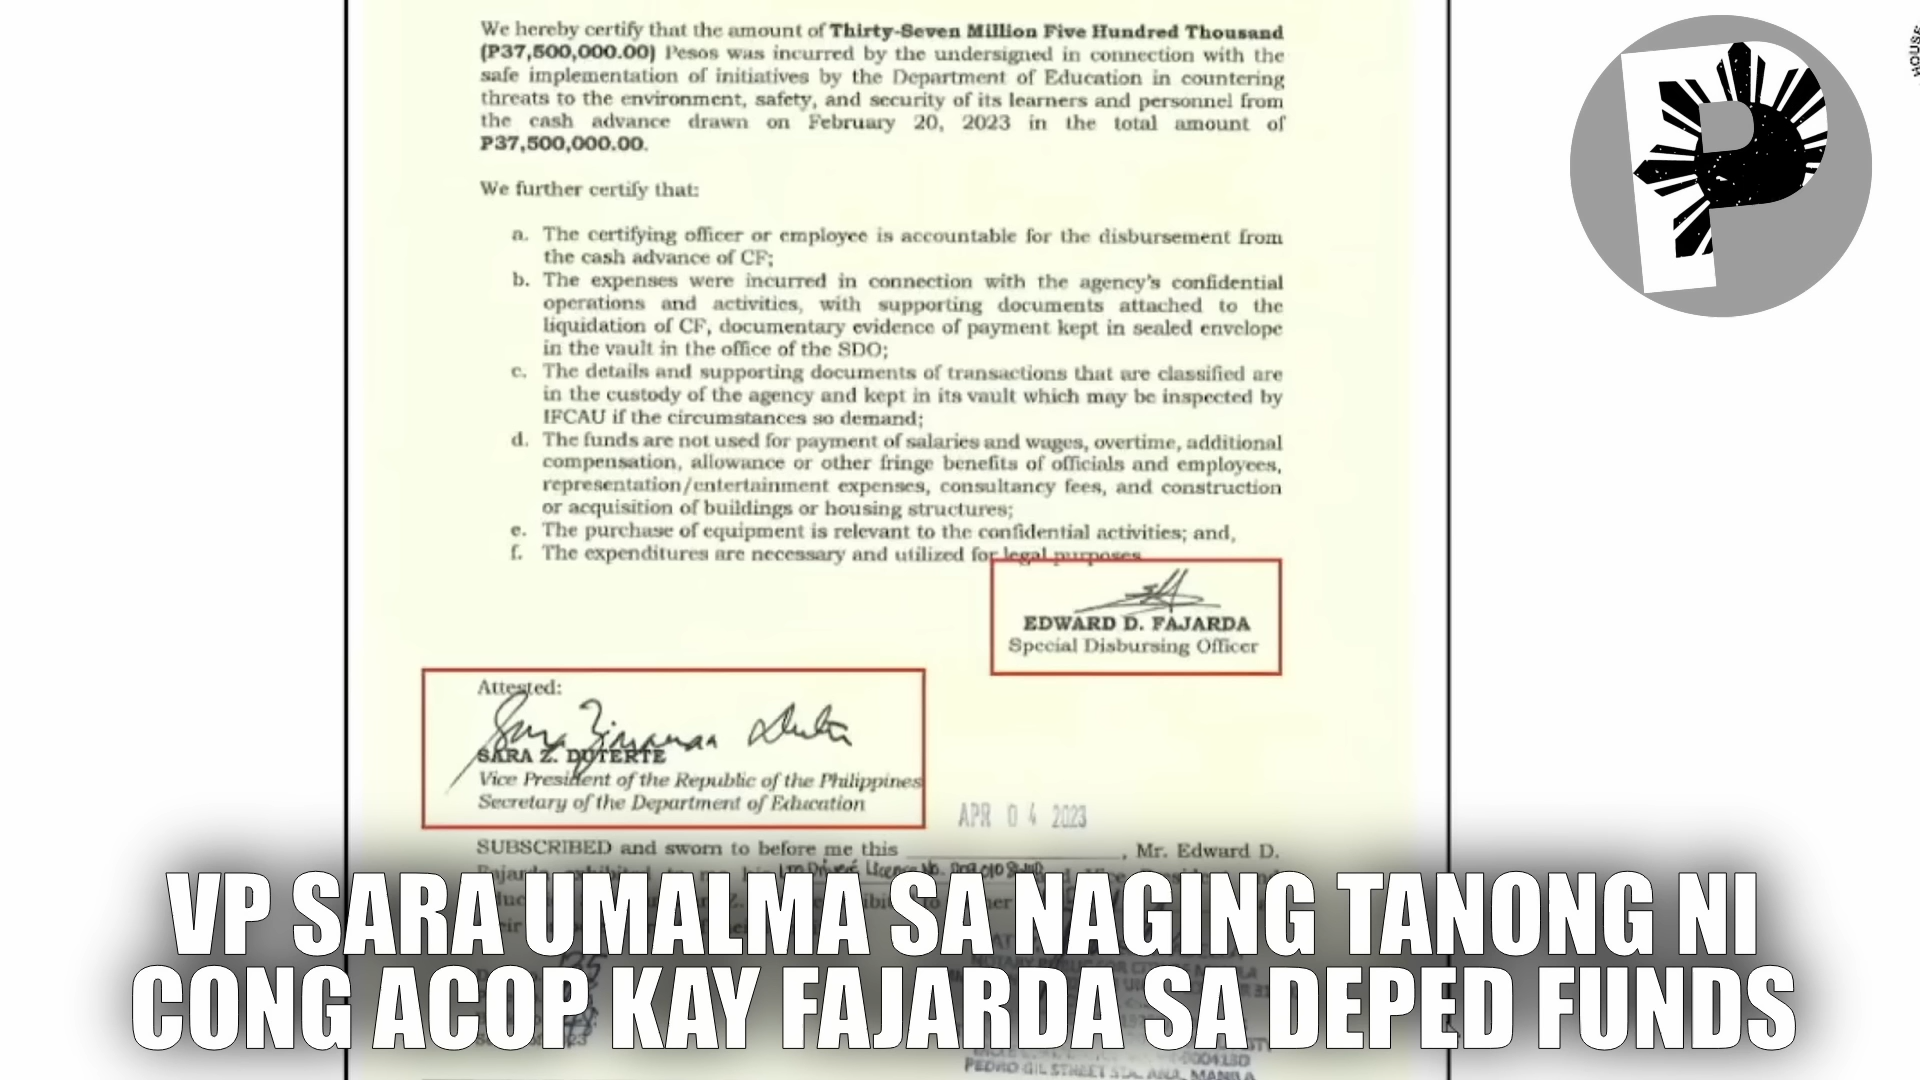 HOUSE
We hereby certify that the amount of Thirty-Seven Million Five Hundred Thousand
(P37,500,000.00) Pesos was incurred by the undersigned in connection with the
safe implementation of initiatives by the Department of Education in countering
threats to the environment, safety, and security of its learners and personnel from
the cash advance drawn on February 20, 2023 in the total amount of
P37,500,000.00.
We further certify that:
a. The certifying officer or employee is accountable for the disbursement from
the cash advance of CF;
b. The expenses were incurred in connection with the agency's confidential
operations and activities, with supporting documents attached to the
liquidation of CF, documentary evidence of payment kept in sealed envelope
in the vault in the office of the SDO;
c. The details and supporting documents of transactions that are classified are
in the custody of the agency and kept in its vault which may be inspected by
IFCAU if the circumstances so demand;
d. The funds are not used for payment of salaries and wages, overtime, additional
compensation, allowance or other fringe benefits of officials and employees,
representation/entertainment expenses, consultancy fees, and construction
or acquisition of buildings or housing structures;
e. The purchase of equipment is relevant to the confidential activities; and,
f. The expenditures are necessary and utilized for legal purposes
EDWARD D. FAJARDA
Special Disbursing Officer
Attested:
SARA Z. DUTERTE
Vice President of the Republic of the Philippines
Secretary of the Department of Education
APR 04 2023
SUBSCRIBED and sworn to before me this ____________, Mr. Edward D.
VP SARA UMALMA SA NAGING TANONG NI
CONG ACOP KAY FAJARDA SA DEPED FUNDS
PEDRO GIL STREET STA. ANA, MANILA